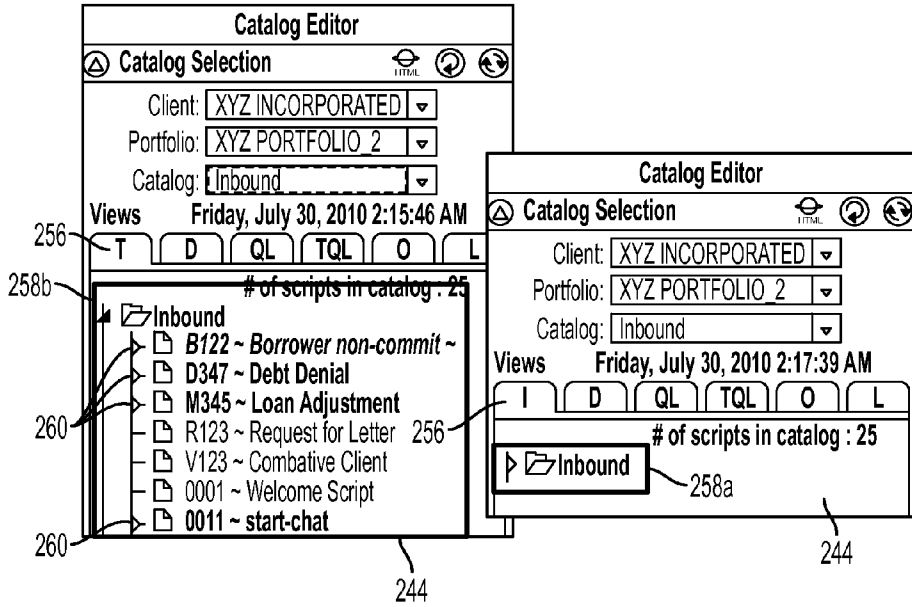 Catalog Editor
Catalog Selection
HTML
Client: XYZ INCORPORATED
Portfolio: XYZ PORTFOLIO_2
Catalog: Inbound
Views Friday, July 30, 2010 2:15:46 AM
256
T D QL TQL O L
258b
# of scripts in catalog : 25
Inbound
B122 ~ Borrower non-commit ~
D347 ~ Debt Denial
M345 ~ Loan Adjustment
260
R123 ~ Request for Letter
V123 ~ Combative Client
0001 ~ Welcome Script
0011 ~ start-chat
260
244
Catalog Editor
Catalog Selection
HTML
Client: XYZ INCORPORATED
Portfolio: XYZ PORTFOLIO_2
Catalog: Inbound
Views Friday, July 30, 2010 2:17:39 AM
I D QL TQL O L
256
# of scripts in catalog : 25
Inbound
258a
244